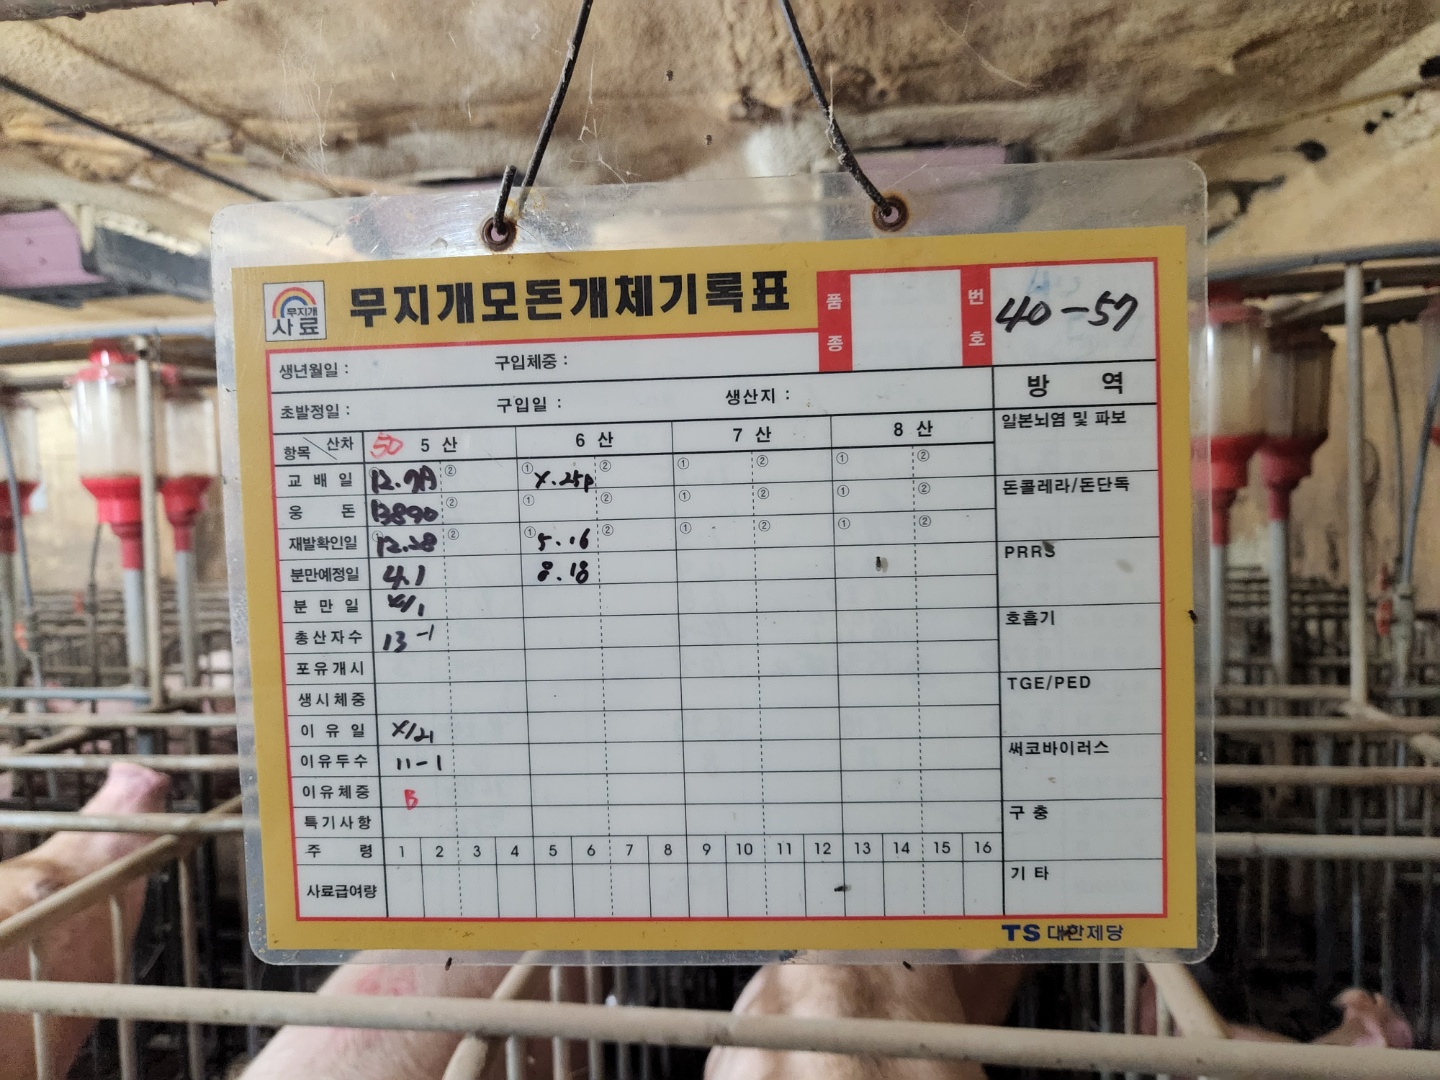 무지개
사료
무지개모돈개체기록표
품종
번호 40-57
생년월일 : 구입체중 :
초발정일 : 구입일 : 생산지 :
방 역
항목 산차 50 5 산 6 산 7 산 8 산
일본뇌염 및 파보
교배일 12.7A ② ① ② ① ② ① ②
웅돈 ② ① ② ① ② ① ②
돈콜레라/돈단독
재발확인일 12.28 ② ① 5.16 ② ① ② ① ②
분만예정일 4.1 8.18
PRRS
분만일
총산자수 13-1
호흡기
포유개시
생시체중
TGE/PED
이유일
이유두수 11-1
써코바이러스
이유체중 B
특기사항
구충
주령 1 2 3 4 5 6 7 8 9 10 11 12 13 14 15 16
사료급여량
기타
TS 대한제당